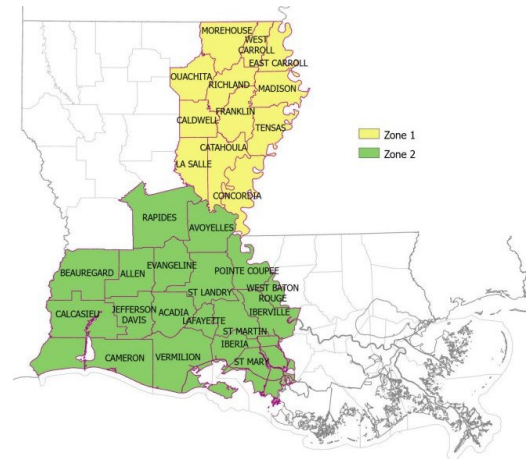 MOREHOUSE
WEST
CARROLL
EAST CARROLL
OUACHITA
RICHLAND
MADISON
FRANKLIN
CALDWELL
TENSAS
CATAHOULA
LA SALLE
CONCORDIA
Zone 1
Zone 2
RAPIDES
AVOYELLES
EVANGELINE
BEAUREGARD
ALLEN
POINTE COUPEE
ST LANDRY
WEST BATON
ROUGE
CALCASIEU
JEFFERSON
DAVIS
ACADIA
LAFAYETTE
IBERVILLE
ST MARTIN
IBERIA
CAMERON
VERMILION
ST MARY